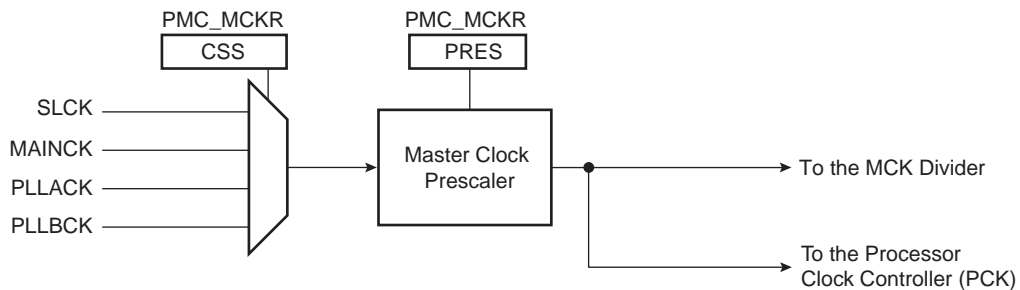 PMC_MCKR
PMC_MCKR
CSS
PRES
SLCK
MAINCK
PLLACK
PLLBCK
Master Clock
Prescaler
To the MCK Divider
To the Processor
Clock Controller (PCK)